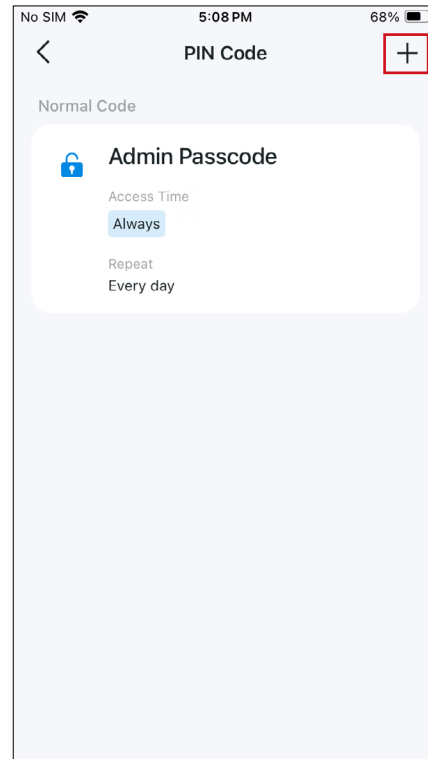 No SIM 5:08 PM 68%
PIN Code
Normal Code
Admin Passcode
Access Time
Always
Repeat
Every day